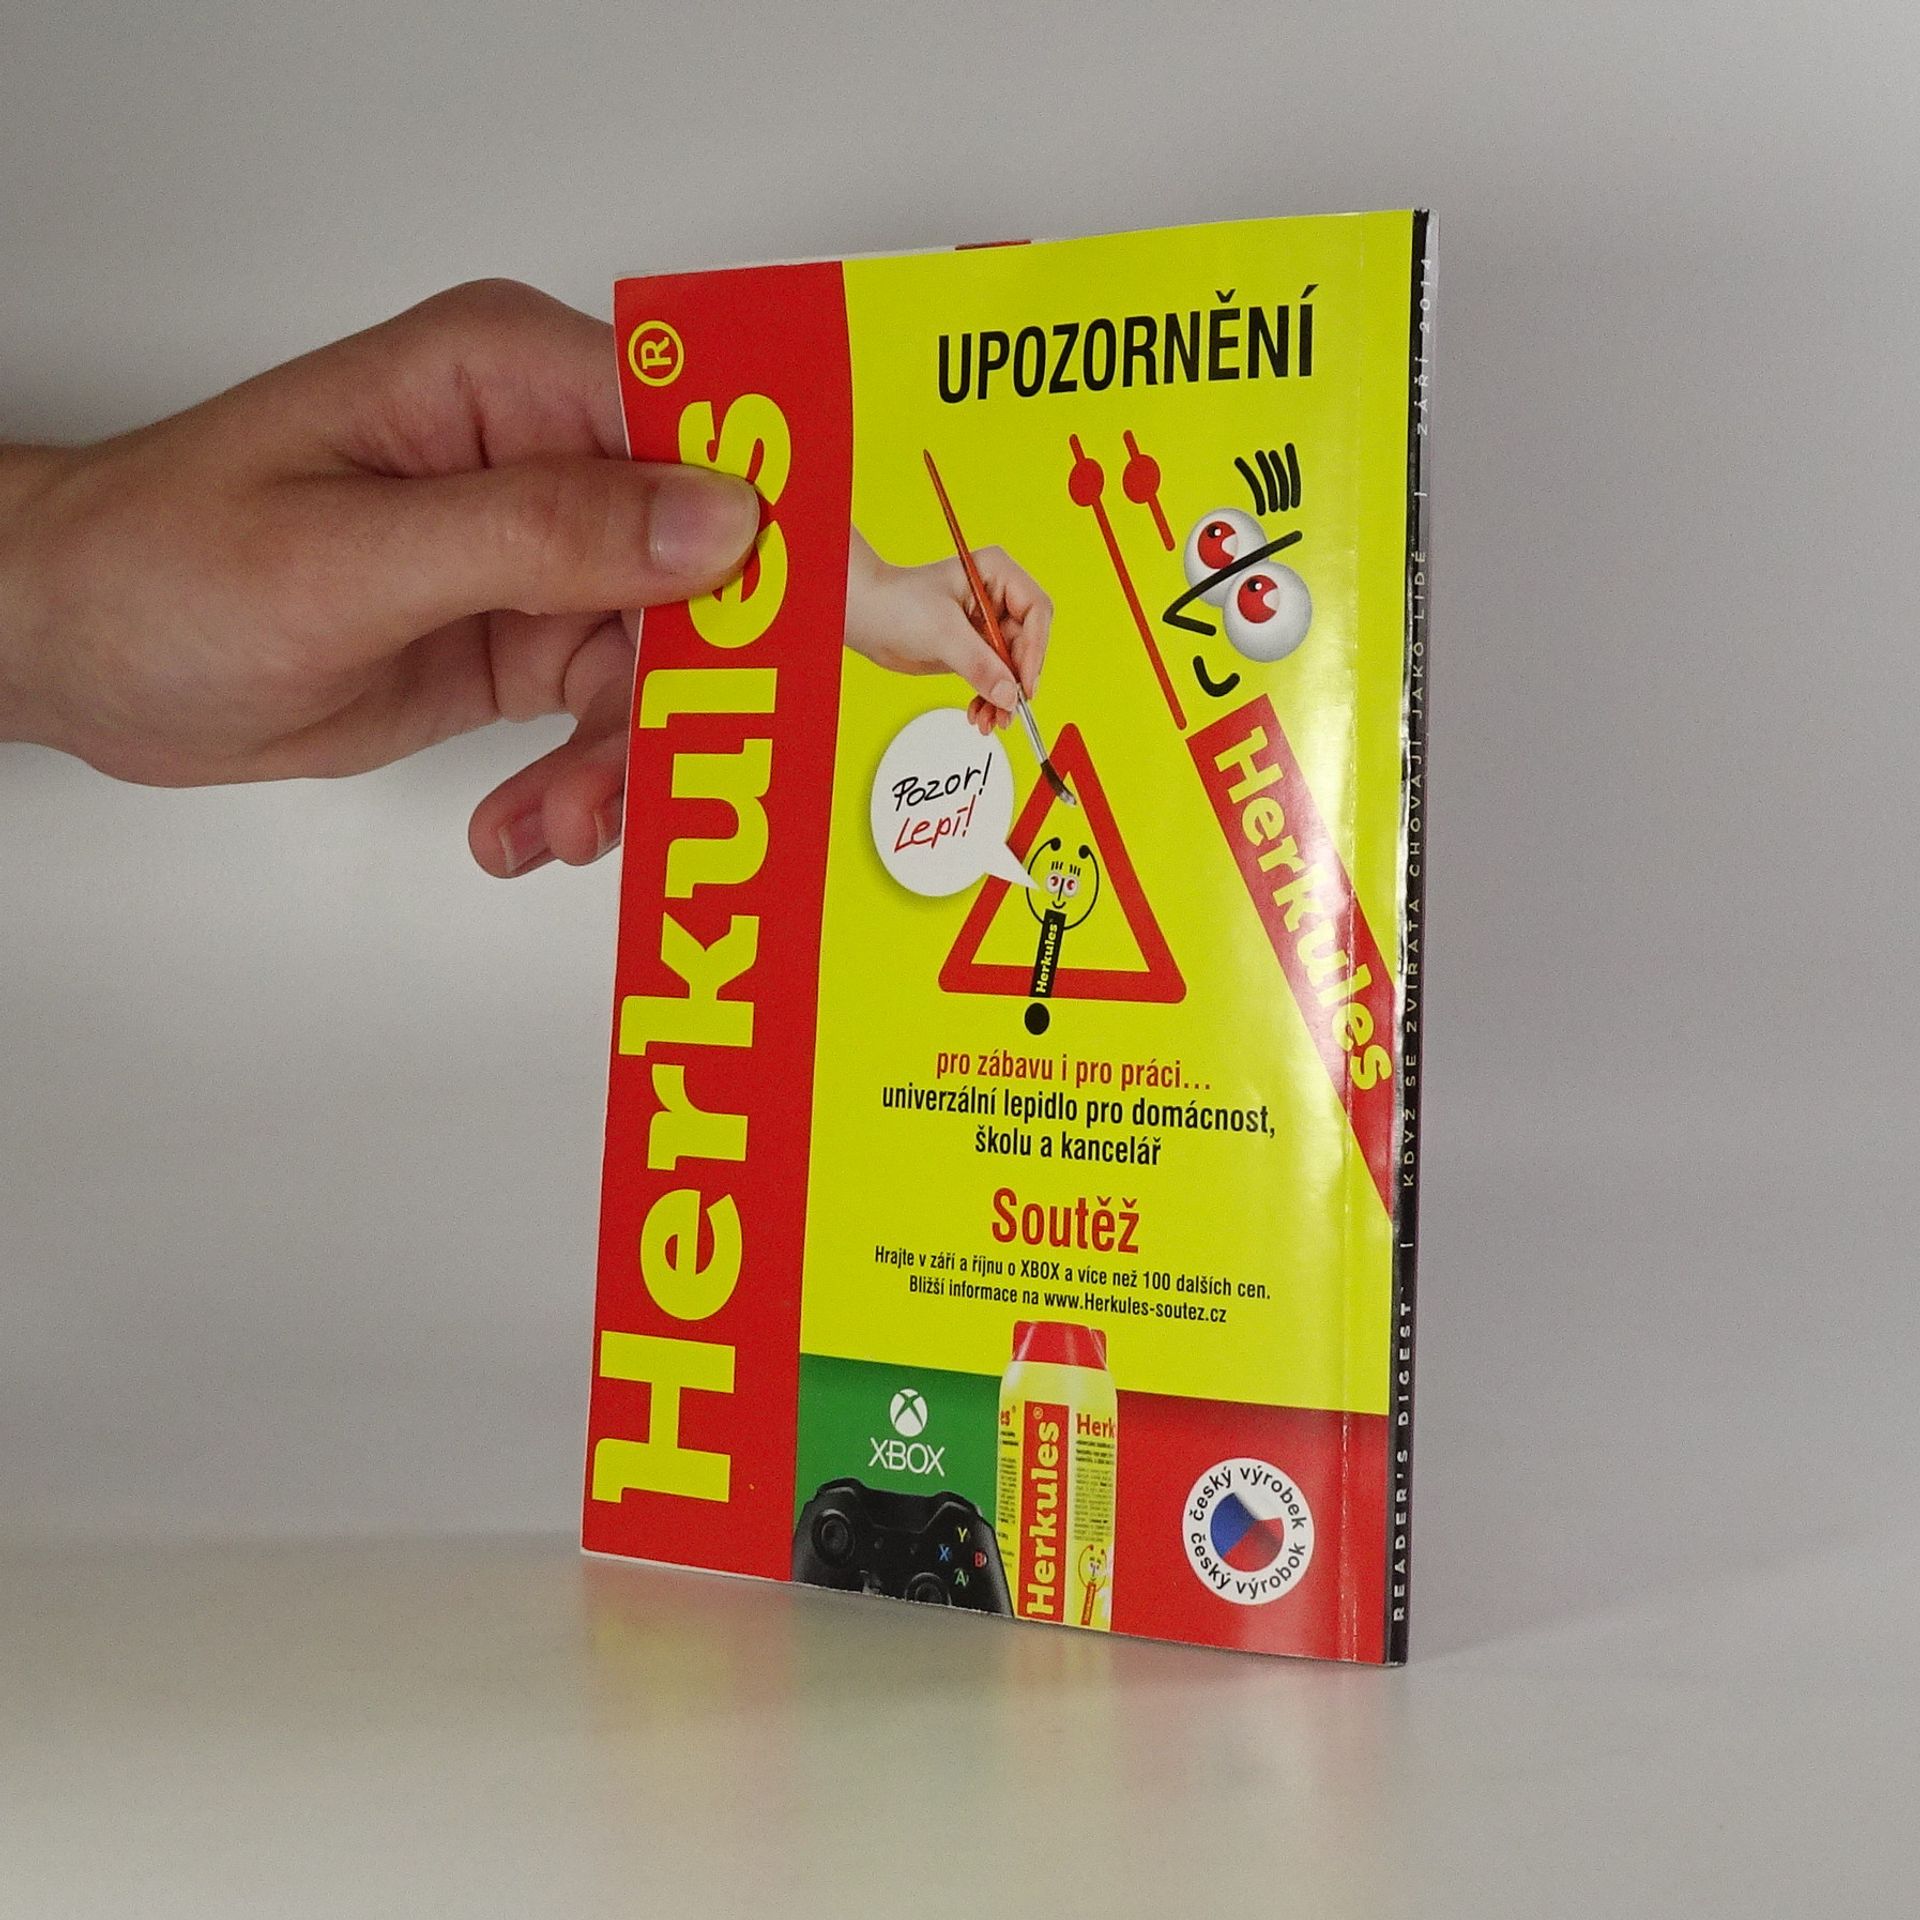 Herkules®
UPOZORNĚNÍ
Pozor!
Lepí!
Herkules
Herkules
pro zábavu i pro práci...
univerzální lepidlo pro domácnost,
školu a kancelář
Soutěž
Hrajte v září a říjnu o XBOX a více než 100 dalších cen.
Bližší informace na www.Herkules-soutez.cz
XBOX
Y
X B
A
Herkules®
Herk
český výrobek
český výrobok
READER'S DIGEST | KDYŽ SE ZVÍŘATA CHOVAJÍ JAKO LIDÉ | ZÁŘÍ 2014